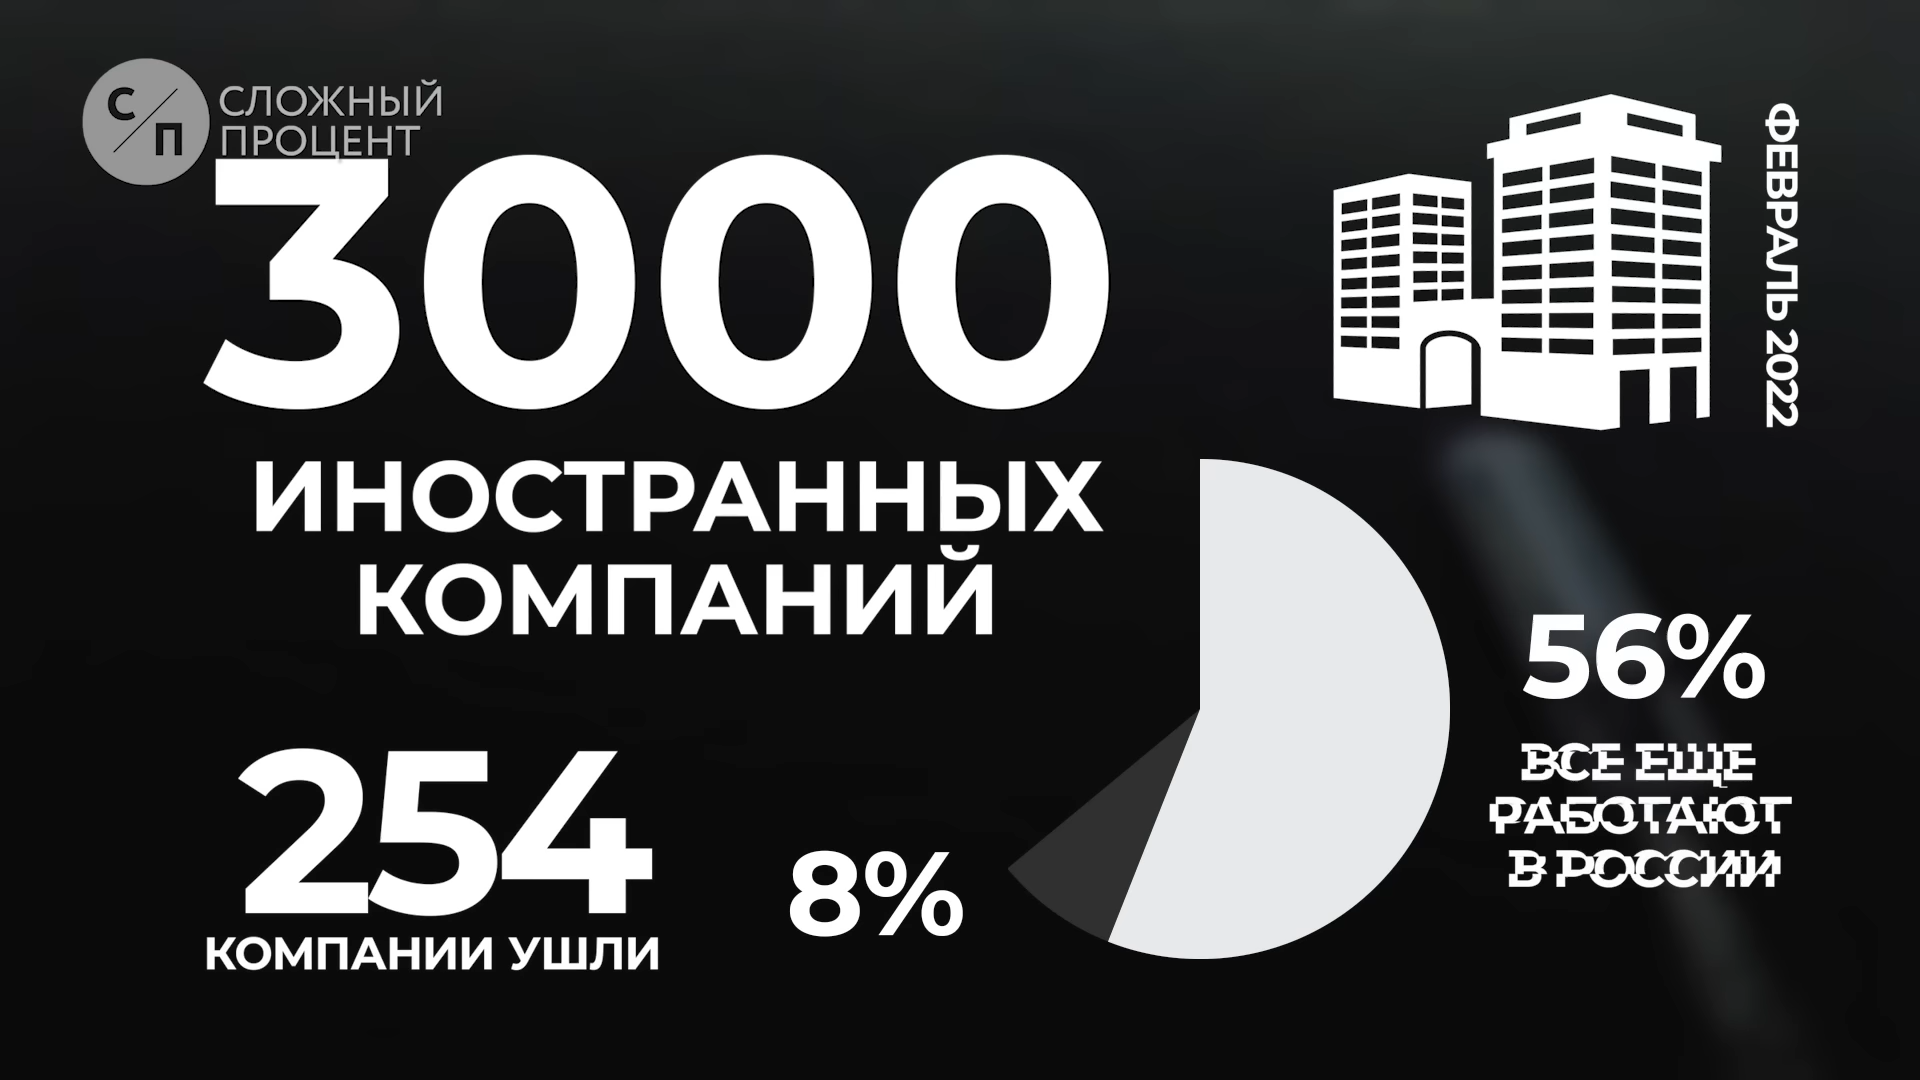 С/П
СЛОЖНЫЙ
ПРОЦЕНТ
3000
ИНОСТРАННЫХ
КОМПАНИЙ
ФЕВРАЛЬ 2022
56%
ВСЕ ЕЩЕ
РАБОТАЮТ
В РОССИИ
254
КОМПАНИИ УШЛИ
8%